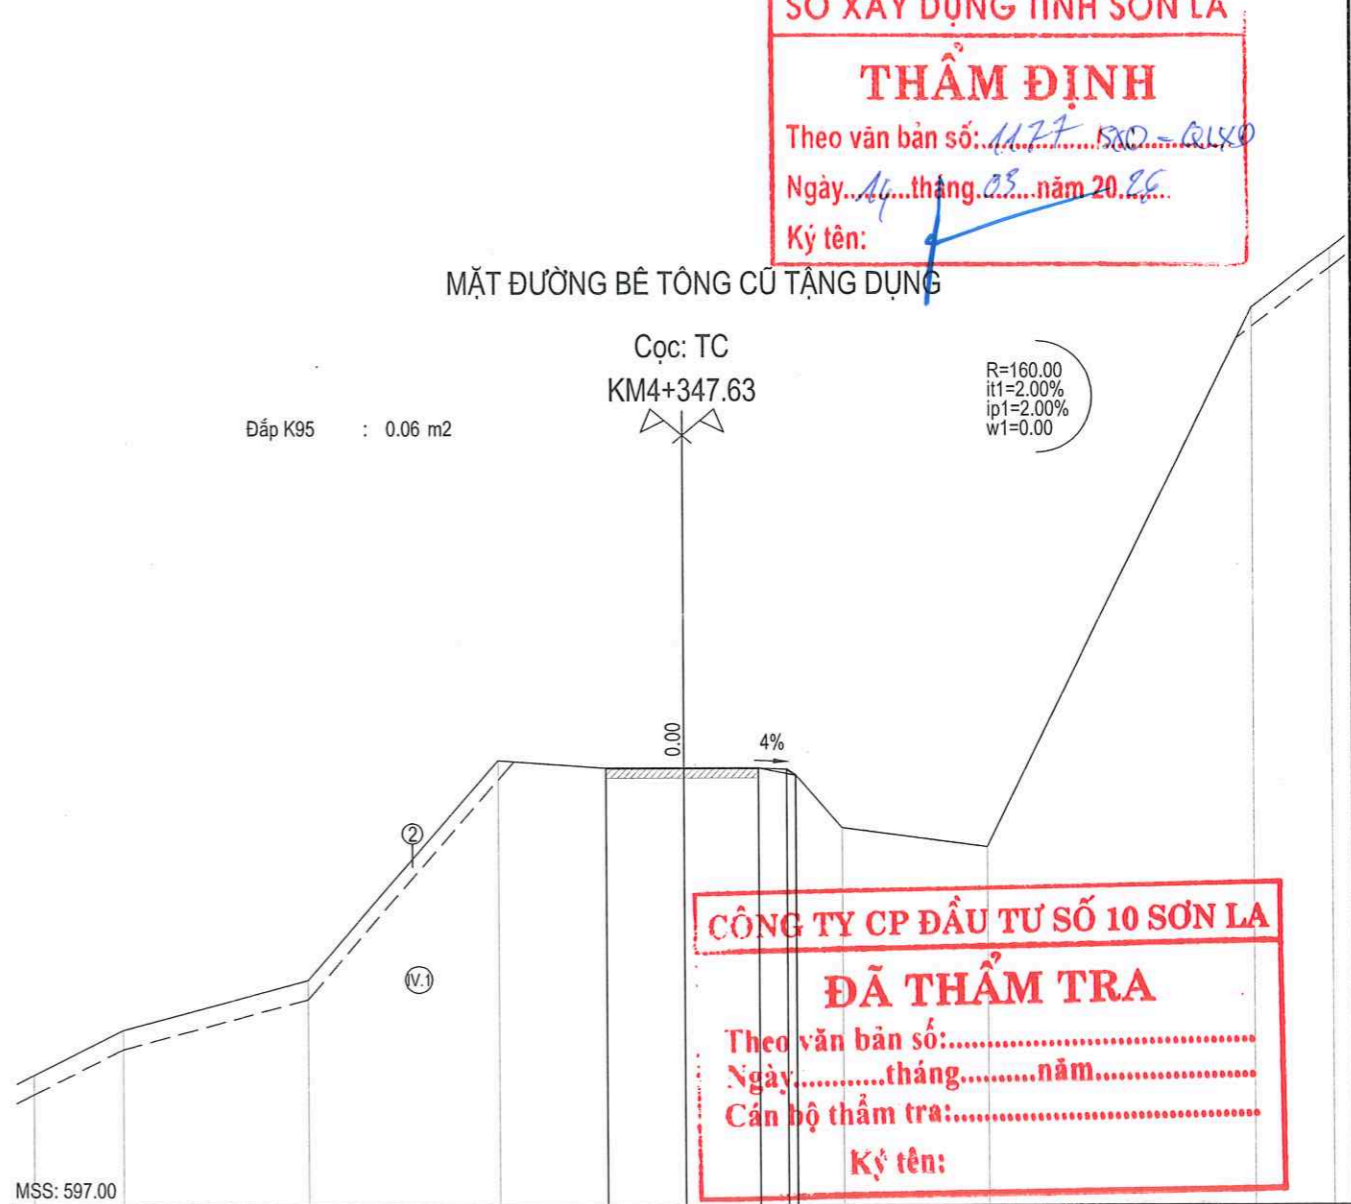 SỞ XÂY DỰNG TỈNH SƠN LA
THẨM ĐỊNH
Theo văn bản số: 1177 /SXD - QLXD
Ngày 14 tháng 03 năm 20 26
Ký tên:
MẶT ĐƯỜNG BÊ TÔNG CŨ TẬNG DỤNG
Cọc: TC
KM4+347.63
R=160.00
it1=2.00%
ip1=2.00%
w1=0.00
Đắp K95 : 0.06 m2
0.00
4%
2
IV.1
CÔNG TY CP ĐẦU TƯ SỐ 10 SƠN LA
ĐÃ THẨM TRA
Theo văn bản số:
Ngày tháng năm
Cán bộ thẩm tra:
Ký tên:
MSS: 597.00